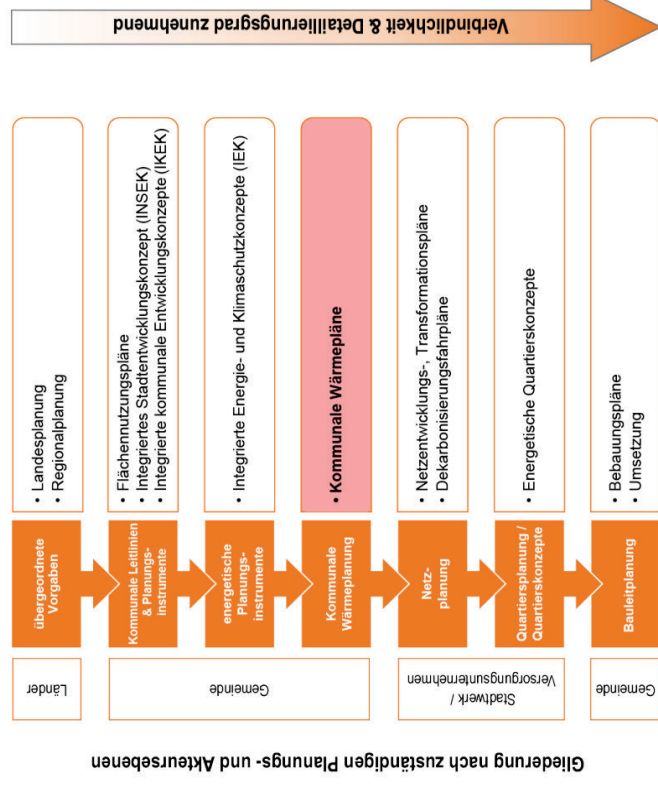 Gliederung nach zuständigen Planungs- und Akteursebenen
Länder
übergeordnete
Vorgaben
• Landesplanung
• Regionalplanung
Gemeinde
Kommunale Leitlinien
& Planungs-
instrumente
• Flächennutzungspläne
• Integriertes Stadtentwicklungskonzept (INSEK)
• Integrierte kommunale Entwicklungskonzepte (IKEK)
energetische
Planungs-
instrumente
• Integrierte Energie- und Klimaschutzkonzepte (IEK)
Kommunale
Wärmeplanung
• Kommunale Wärmepläne
Stadtwerk /
Versorgungsunternehmen
Netz-
planung
• Netzentwicklungs-, Transformationspläne
• Dekarbonisierungsfahrpläne
Quartiersplanung /
Quartierskonzepte
• Energetische Quartierskonzepte
Gemeinde
Bauleitplanung
• Bebauungspläne
• Umsetzung
Verbindlichkeit & Detaillierungsgrad zunehmend